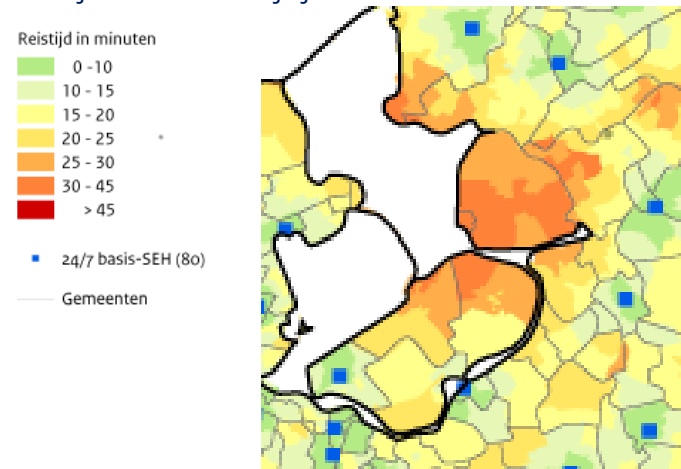 Reistijd in minuten
0 -10
10 - 15
15 - 20
20 - 25
25 - 30
30 - 45
> 45
24/7 basis-SEH (80)
Gemeenten